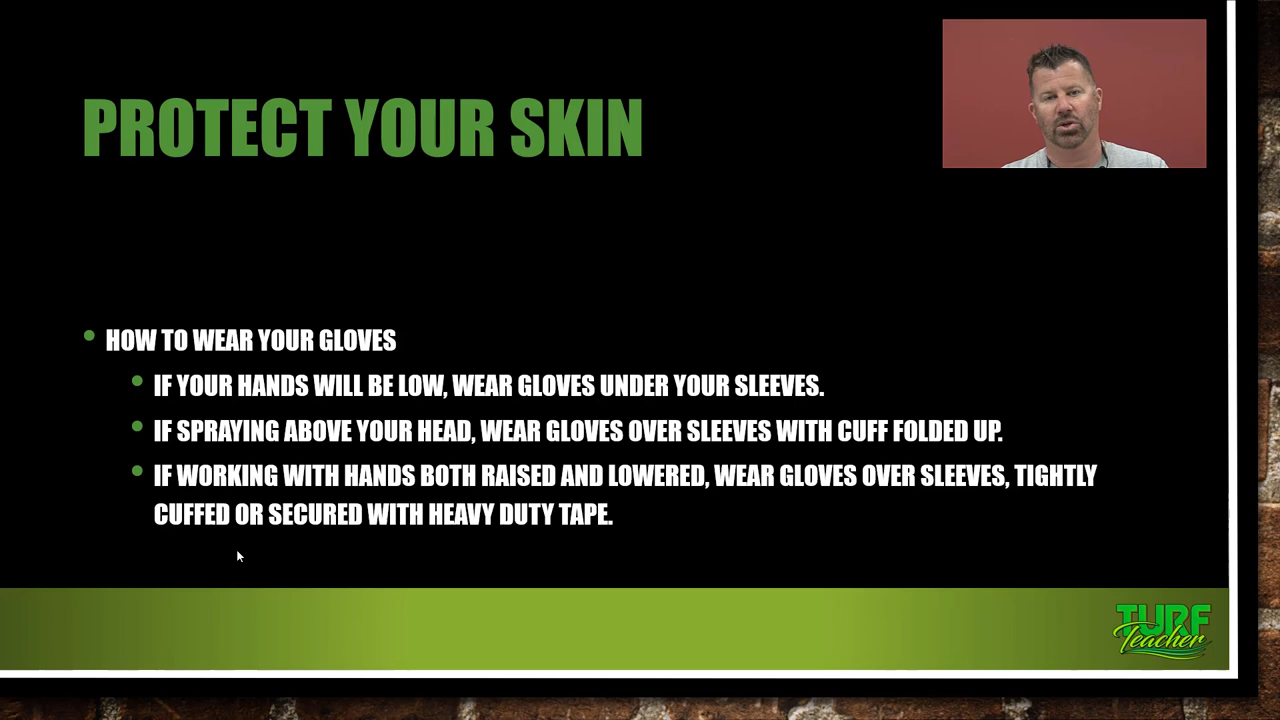 PROTECT YOUR SKIN
HOW TO WEAR YOUR GLOVES
IF YOUR HANDS WILL BE LOW, WEAR GLOVES UNDER YOUR SLEEVES.
IF SPRAYING ABOVE YOUR HEAD, WEAR GLOVES OVER SLEEVES WITH CUFF FOLDED UP.
IF WORKING WITH HANDS BOTH RAISED AND LOWERED, WEAR GLOVES OVER SLEEVES, TIGHTLY
CUFFED OR SECURED WITH HEAVY DUTY TAPE.
TURF
Teacher